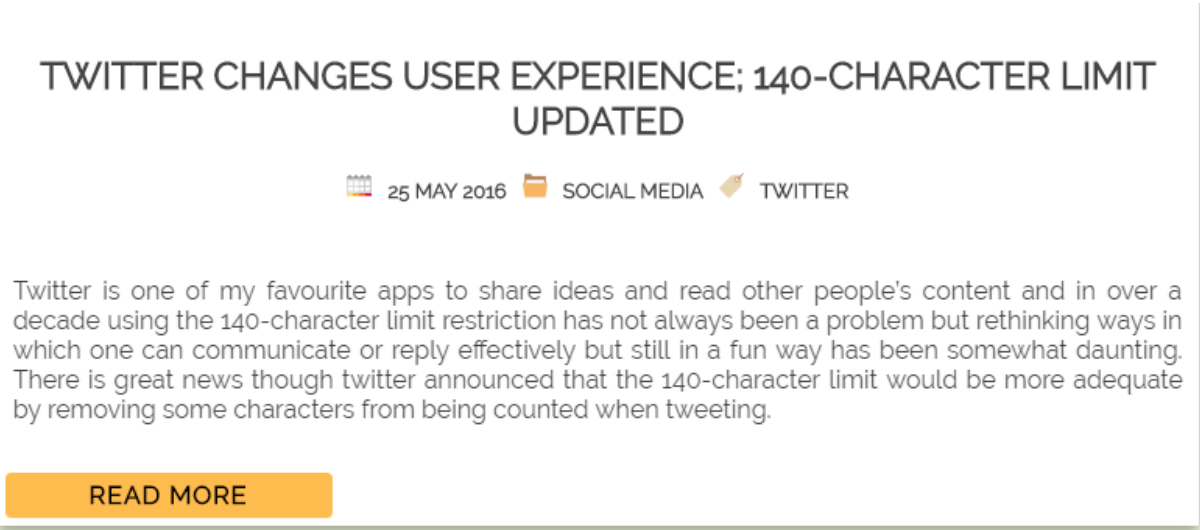 TWITTER CHANGES USER EXPERIENCE; 140-CHARACTER LIMIT
UPDATED
25 MAY 2016 SOCIAL MEDIA TWITTER
Twitter is one of my favourite apps to share ideas and read other people's content and in over a
decade using the 140-character limit restriction has not always been a problem but rethinking ways in
which one can communicate or reply effectively but still in a fun way has been somewhat daunting.
There is great news though twitter announced that the 140-character limit would be more adequate
by removing some characters from being counted when tweeting.
READ MORE